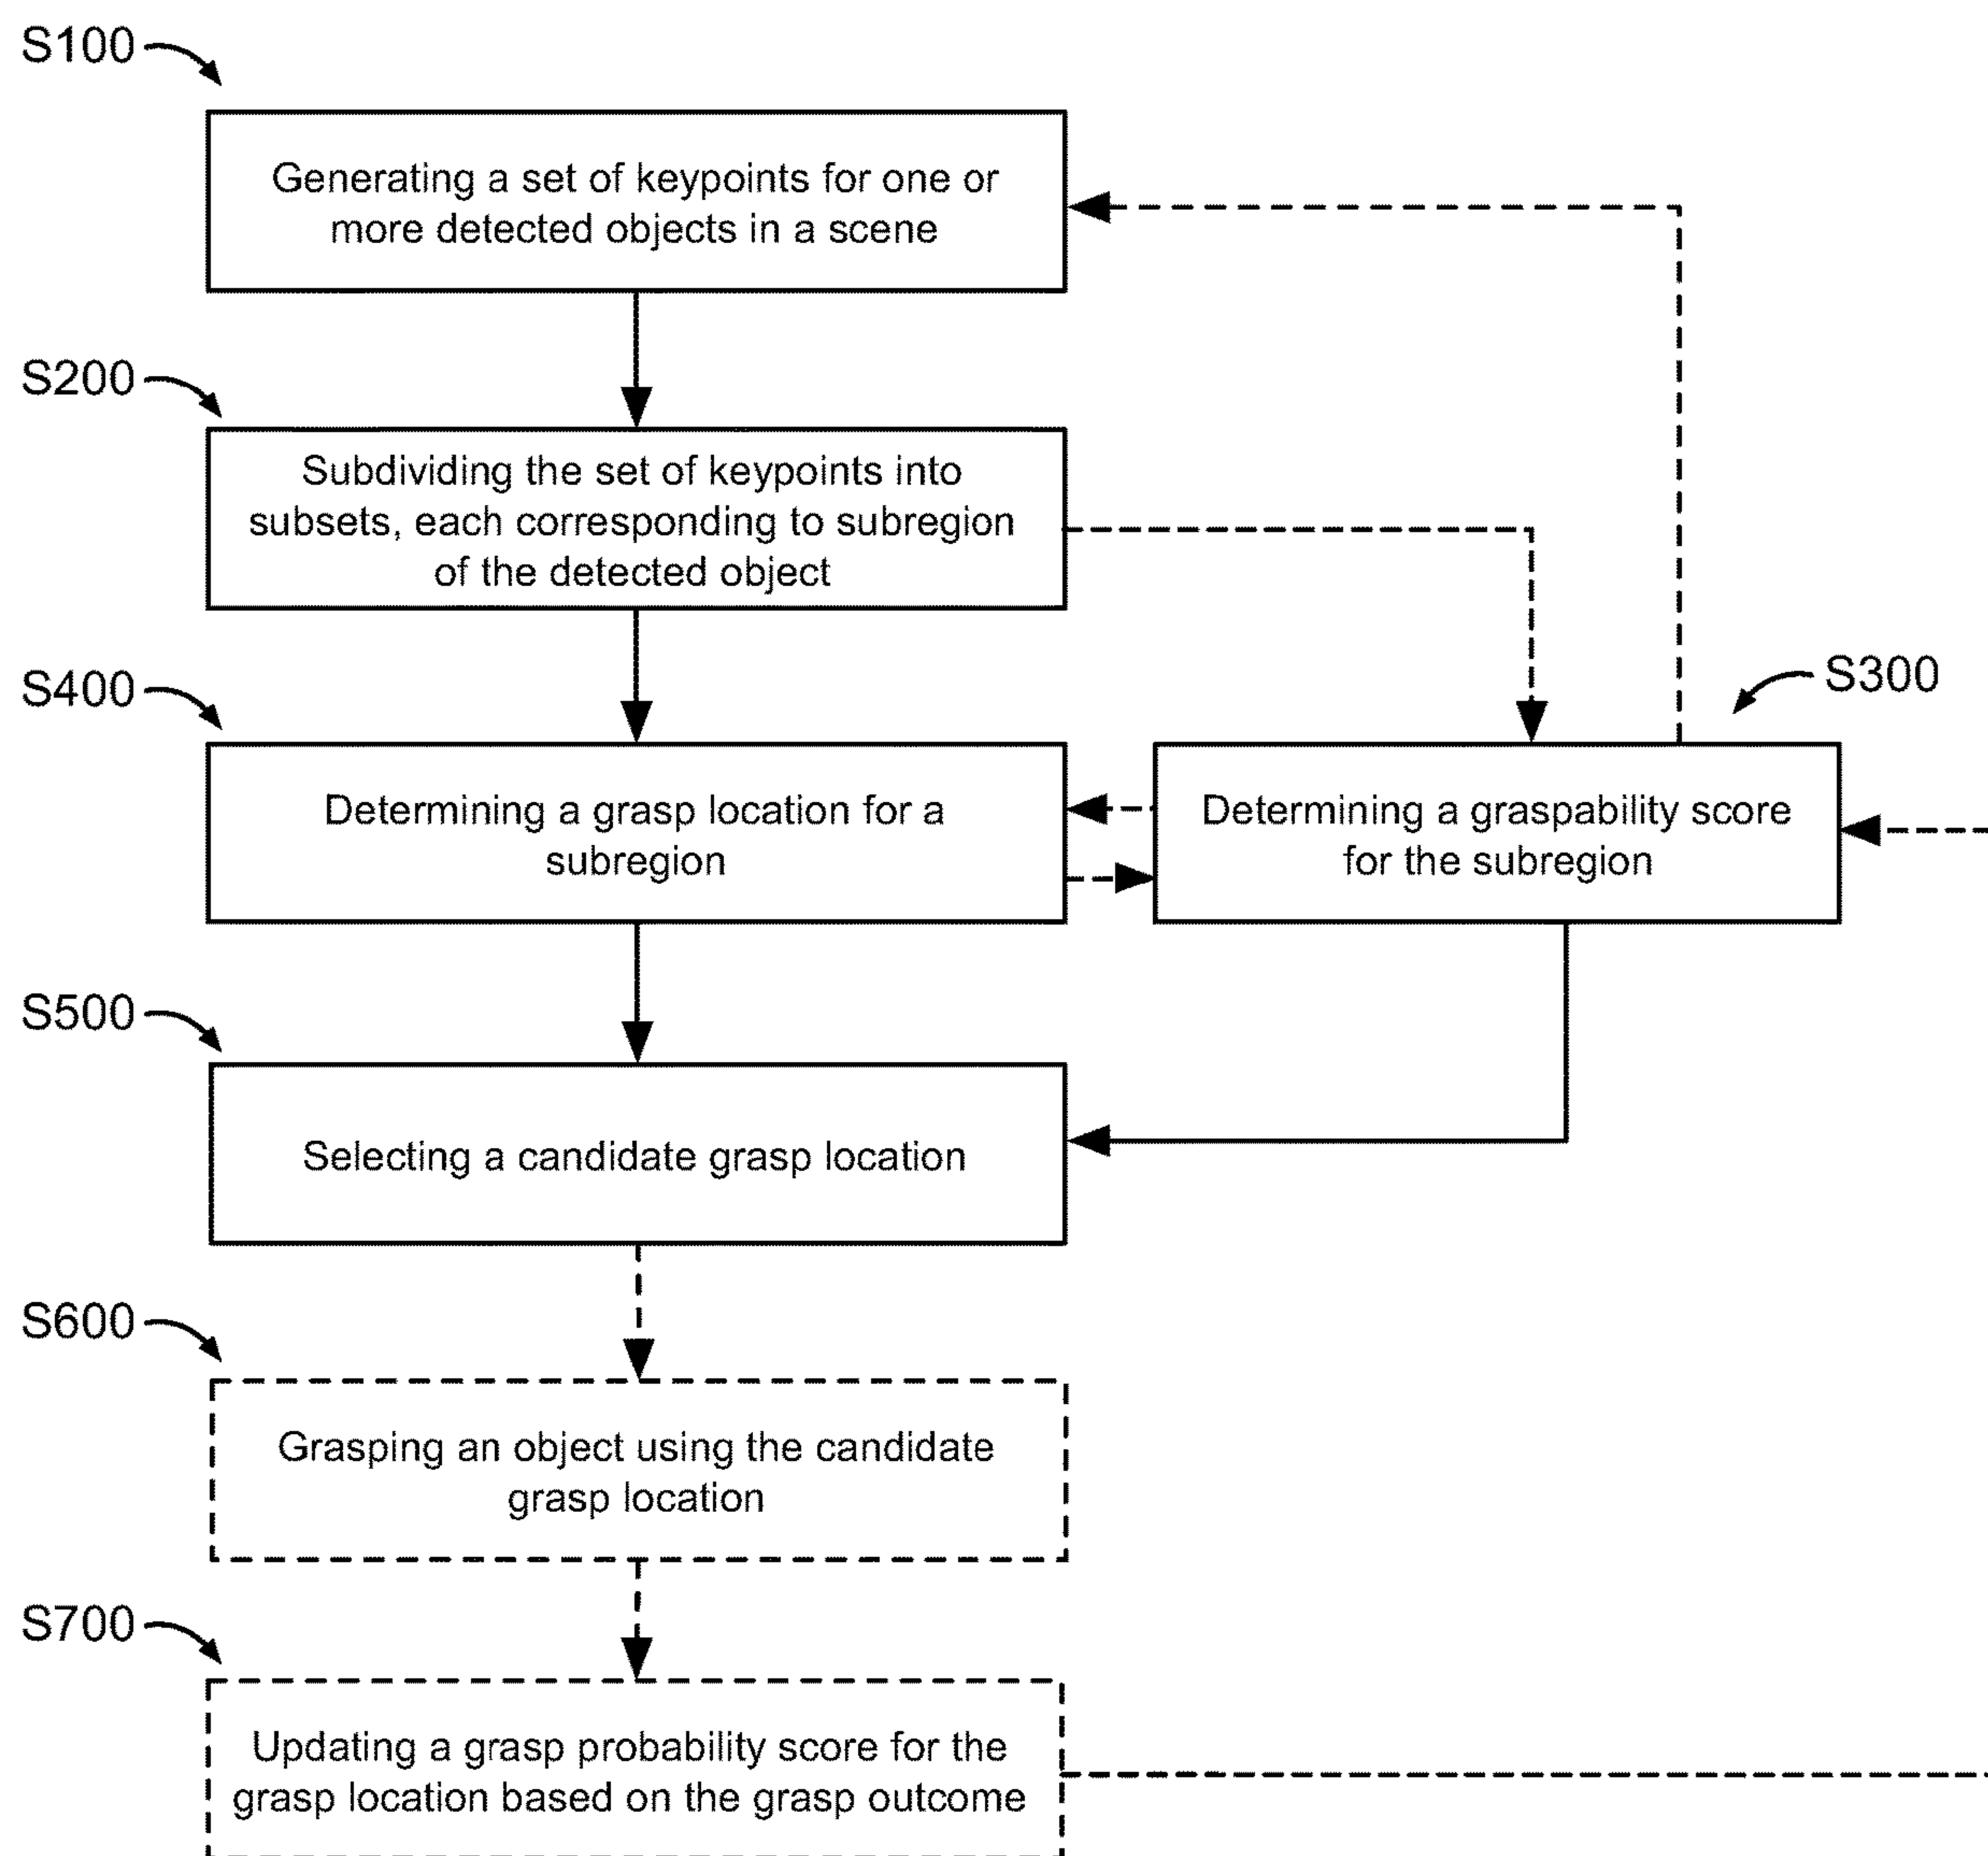 S100
Generating a set of keypoints for one or
more detected objects in a scene
S200
Subdividing the set of keypoints into
subsets, each corresponding to subregion
of the detected object
S400
Determining a grasp location for a
subregion
S300
Determining a graspability score
for the subregion
S500
Selecting a candidate grasp location
S600
Grasping an object using the candidate
grasp location
S700
Updating a grasp probability score for the
grasp location based on the grasp outcome